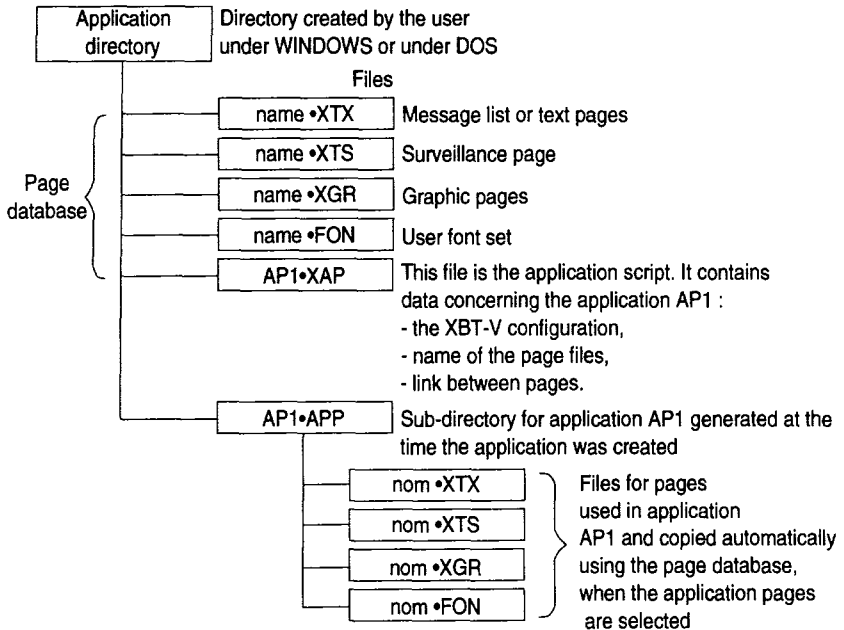 Application
directory
Directory created by the user
under WINDOWS or under DOS
Files
Page
database
name •XTX
Message list or text pages
name •XTS
Surveillance page
name •XGR
Graphic pages
name •FON
User font set
AP1•XAP
This file is the application script. It contains
data concerning the application AP1 :
- the XBT-V configuration,
- name of the page files,
- link between pages.
AP1•APP
Sub-directory for application AP1 generated at the
time the application was created
nom •XTX
nom •XTS
nom •XGR
nom •FON
Files for pages
used in application
AP1 and copied automatically
using the page database,
when the application pages
are selected